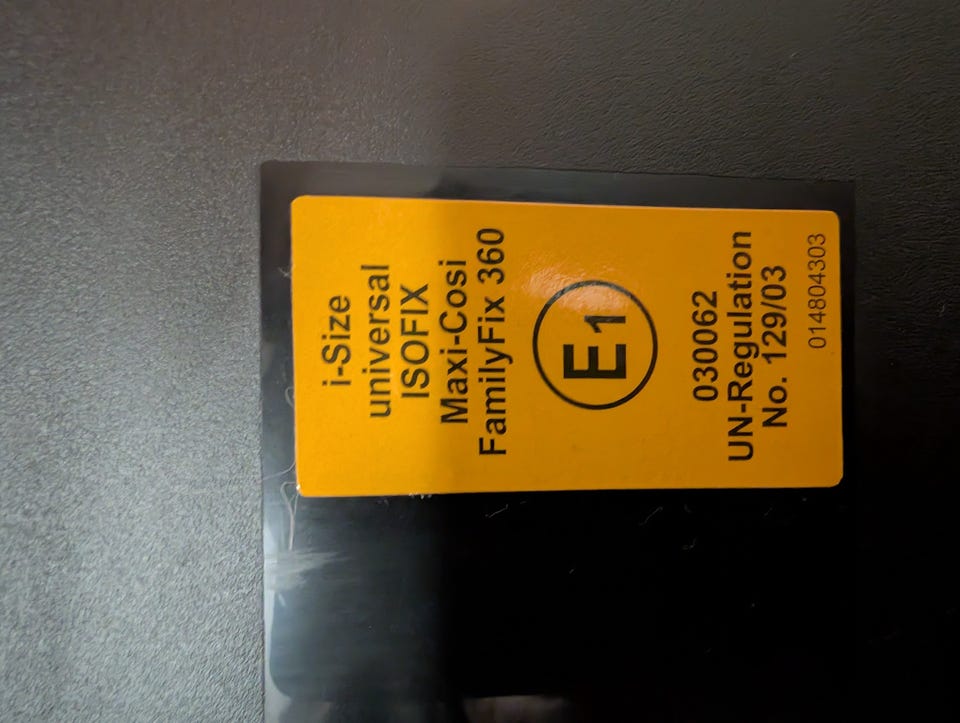 i-Size
universal
ISOFIX
Maxi-Cosi
FamilyFix 360
E1
030062
UN-Regulation
No. 129/03
014804303